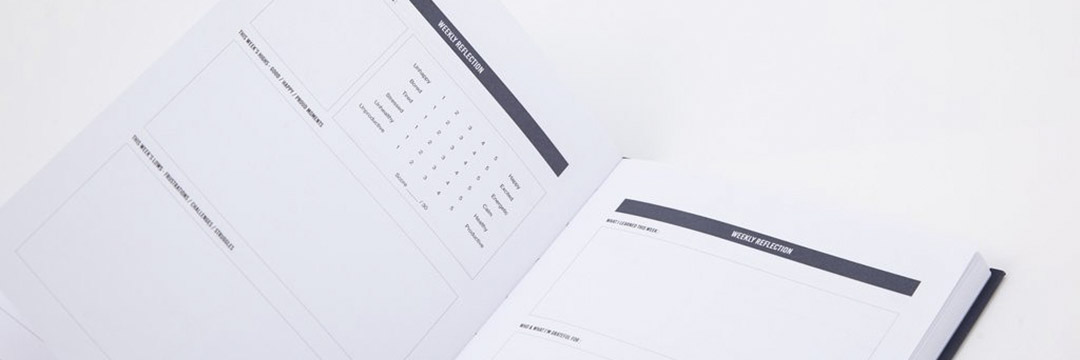 WEEKLY REFLECTION
Unhappy 1 2 3 4 5 Happy
Bored 1 2 3 4 5 Excited
Tired 1 2 3 4 5 Energetic
Stressed 1 2 3 4 5 Calm
Unhealthy 1 2 3 4 5 Healthy
Unproductive 1 2 3 4 5 Productive
Score /30
THIS WEEK'S HIGHS : GOOD / HAPPY / PROUD MOMENTS
THIS WEEK'S LOWS : FRUSTRATIONS / CHALLENGES / STRUGGLES
WEEKLY REFLECTION
WHAT I LEARNED THIS WEEK :
WHO & WHAT I'M GRATEFUL FOR